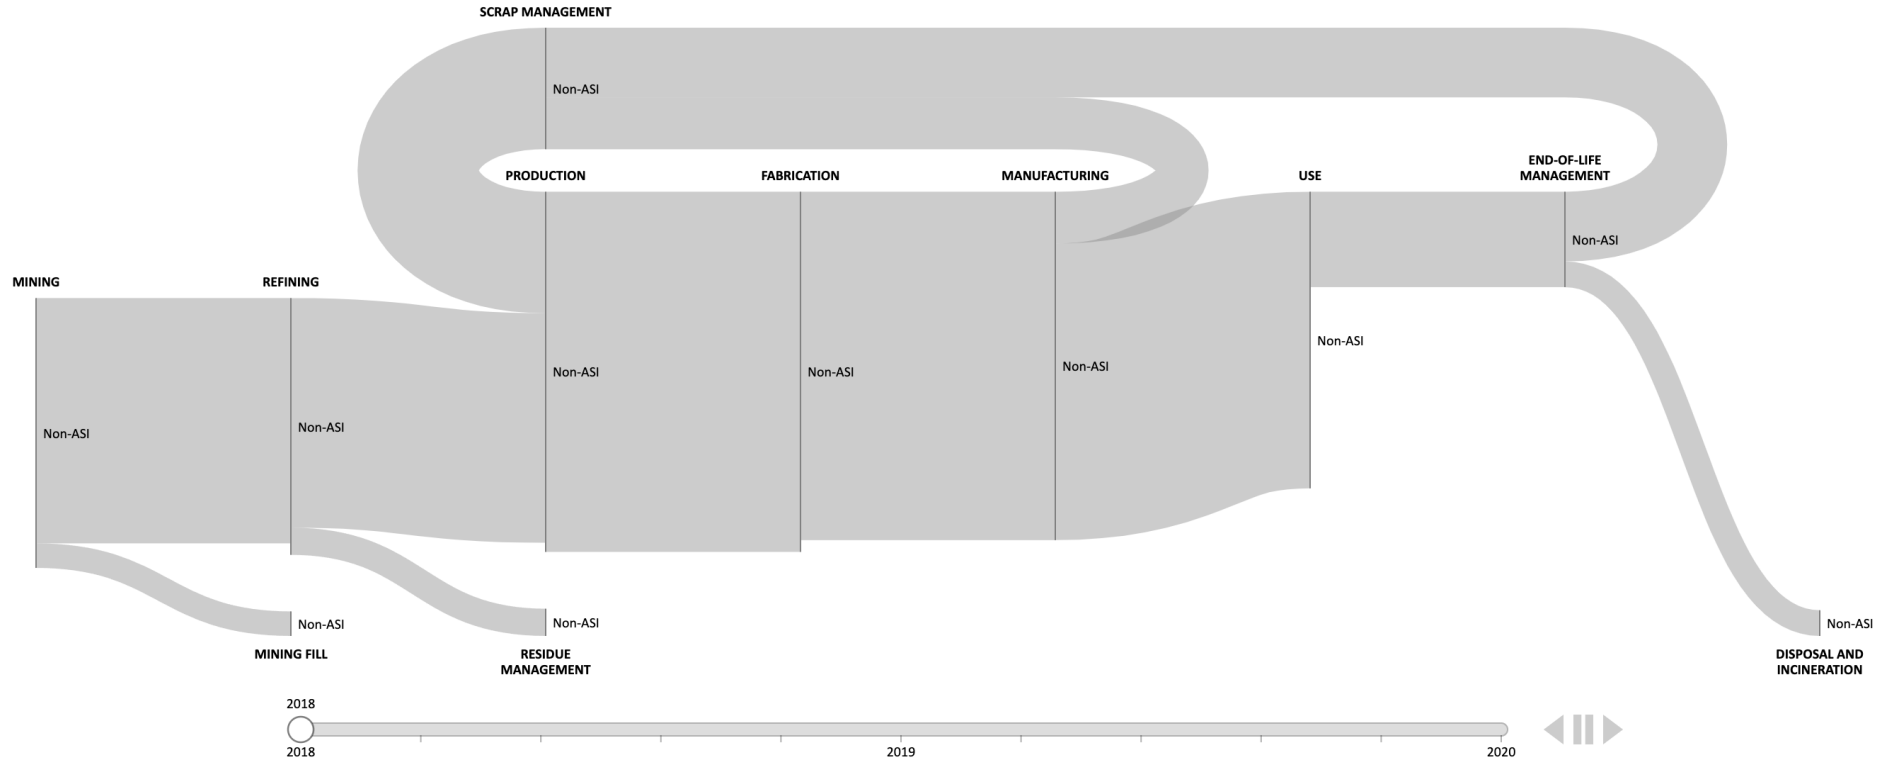 SCRAP MANAGEMENT
Non-ASI
PRODUCTION
FABRICATION
MANUFACTURING
USE
END-OF-LIFE
MANAGEMENT
Non-ASI
MINING
REFINING
Non-ASI
Non-ASI
Non-ASI
Non-ASI
Non-ASI
Non-ASI
Non-ASI
Non-ASI
Non-ASI
Non-ASI
MINING FILL
RESIDUE
MANAGEMENT
DISPOSAL AND
INCINERATION
2018
2018
2019
2020